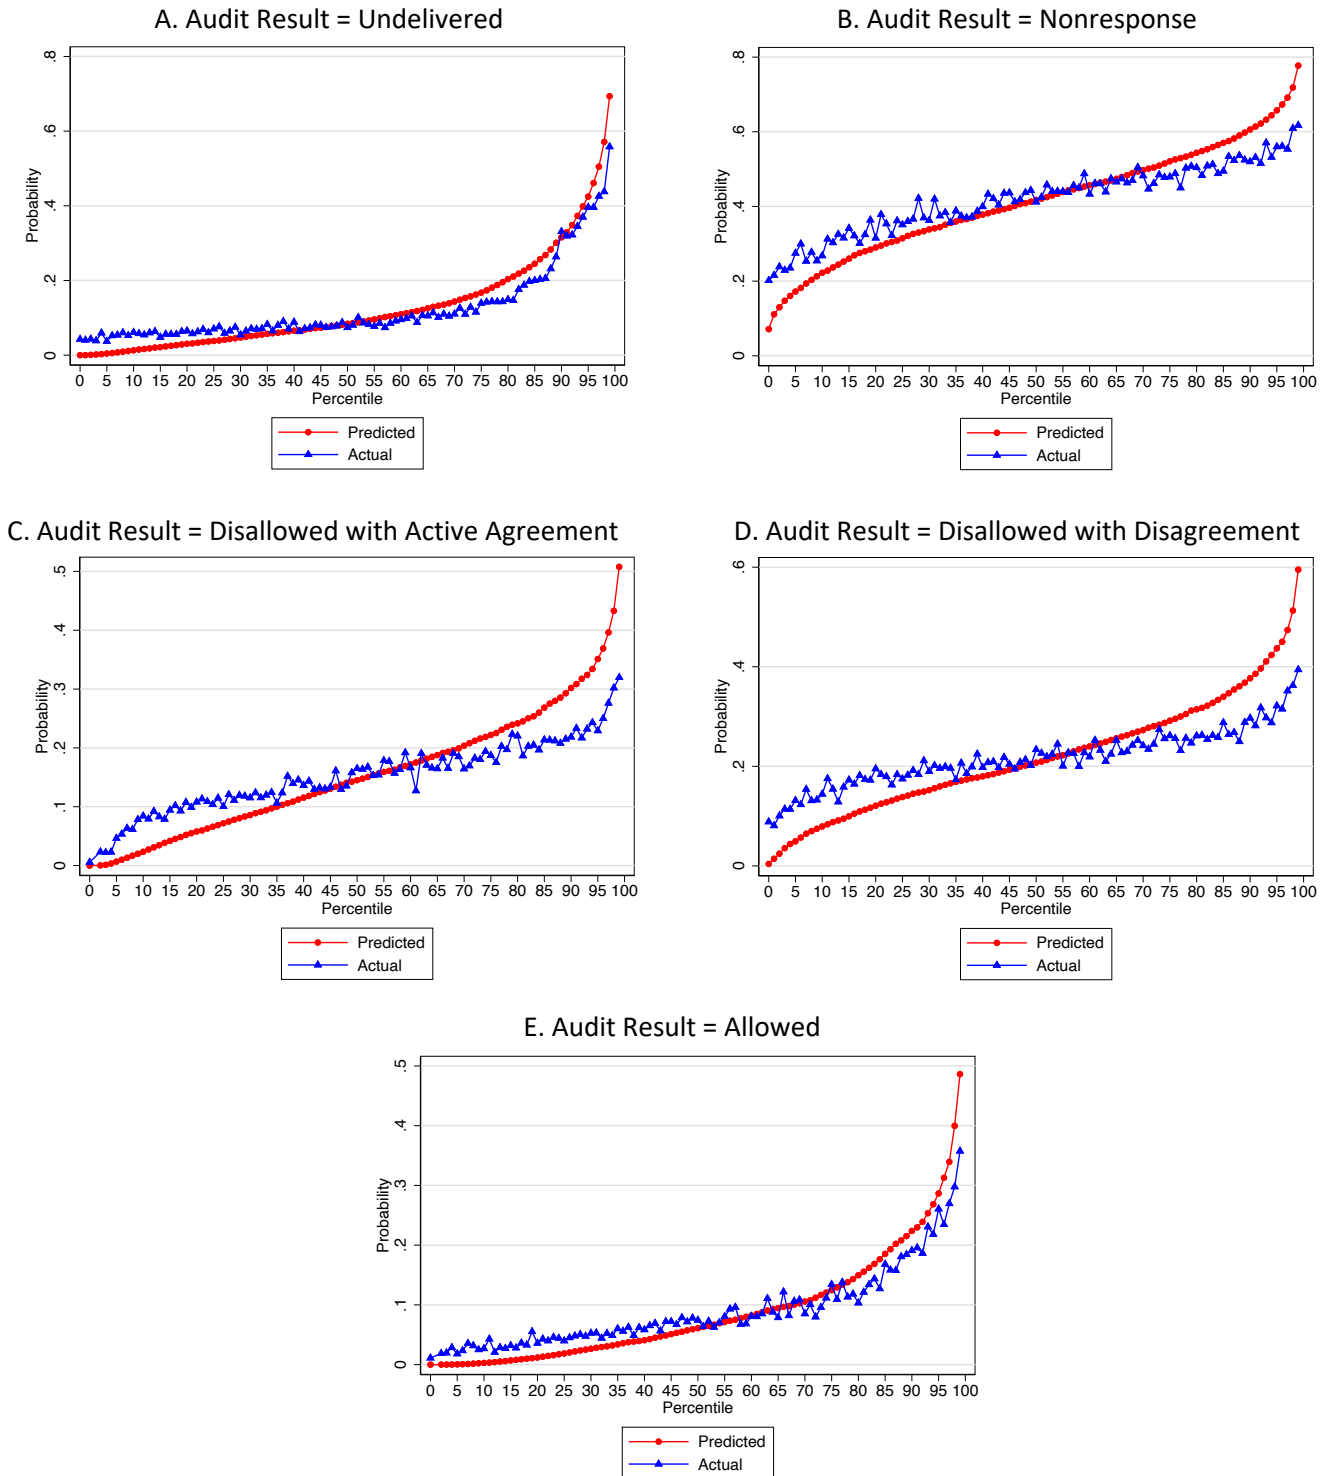 A. Audit Result = Undelivered
.8
.6
.4
.2
0
Probability
0 5 10 15 20 25 30 35 40 45 50 55 60 65 70 75 80 85 90 95 100
Percentile
Predicted
Actual
B. Audit Result = Nonresponse
.8
.6
.4
.2
0
Probability
0 5 10 15 20 25 30 35 40 45 50 55 60 65 70 75 80 85 90 95 100
Percentile
Predicted
Actual
C. Audit Result = Disallowed with Active Agreement
.5
.4
.3
.2
.1
0
Probability
0 5 10 15 20 25 30 35 40 45 50 55 60 65 70 75 80 85 90 95 100
Percentile
Predicted
Actual
D. Audit Result = Disallowed with Disagreement
.6
.4
.2
0
Probability
0 5 10 15 20 25 30 35 40 45 50 55 60 65 70 75 80 85 90 95 100
Percentile
Predicted
Actual
E. Audit Result = Allowed
.5
.4
.3
.2
.1
0
Probability
0 5 10 15 20 25 30 35 40 45 50 55 60 65 70 75 80 85 90 95 100
Percentile
Predicted
Actual